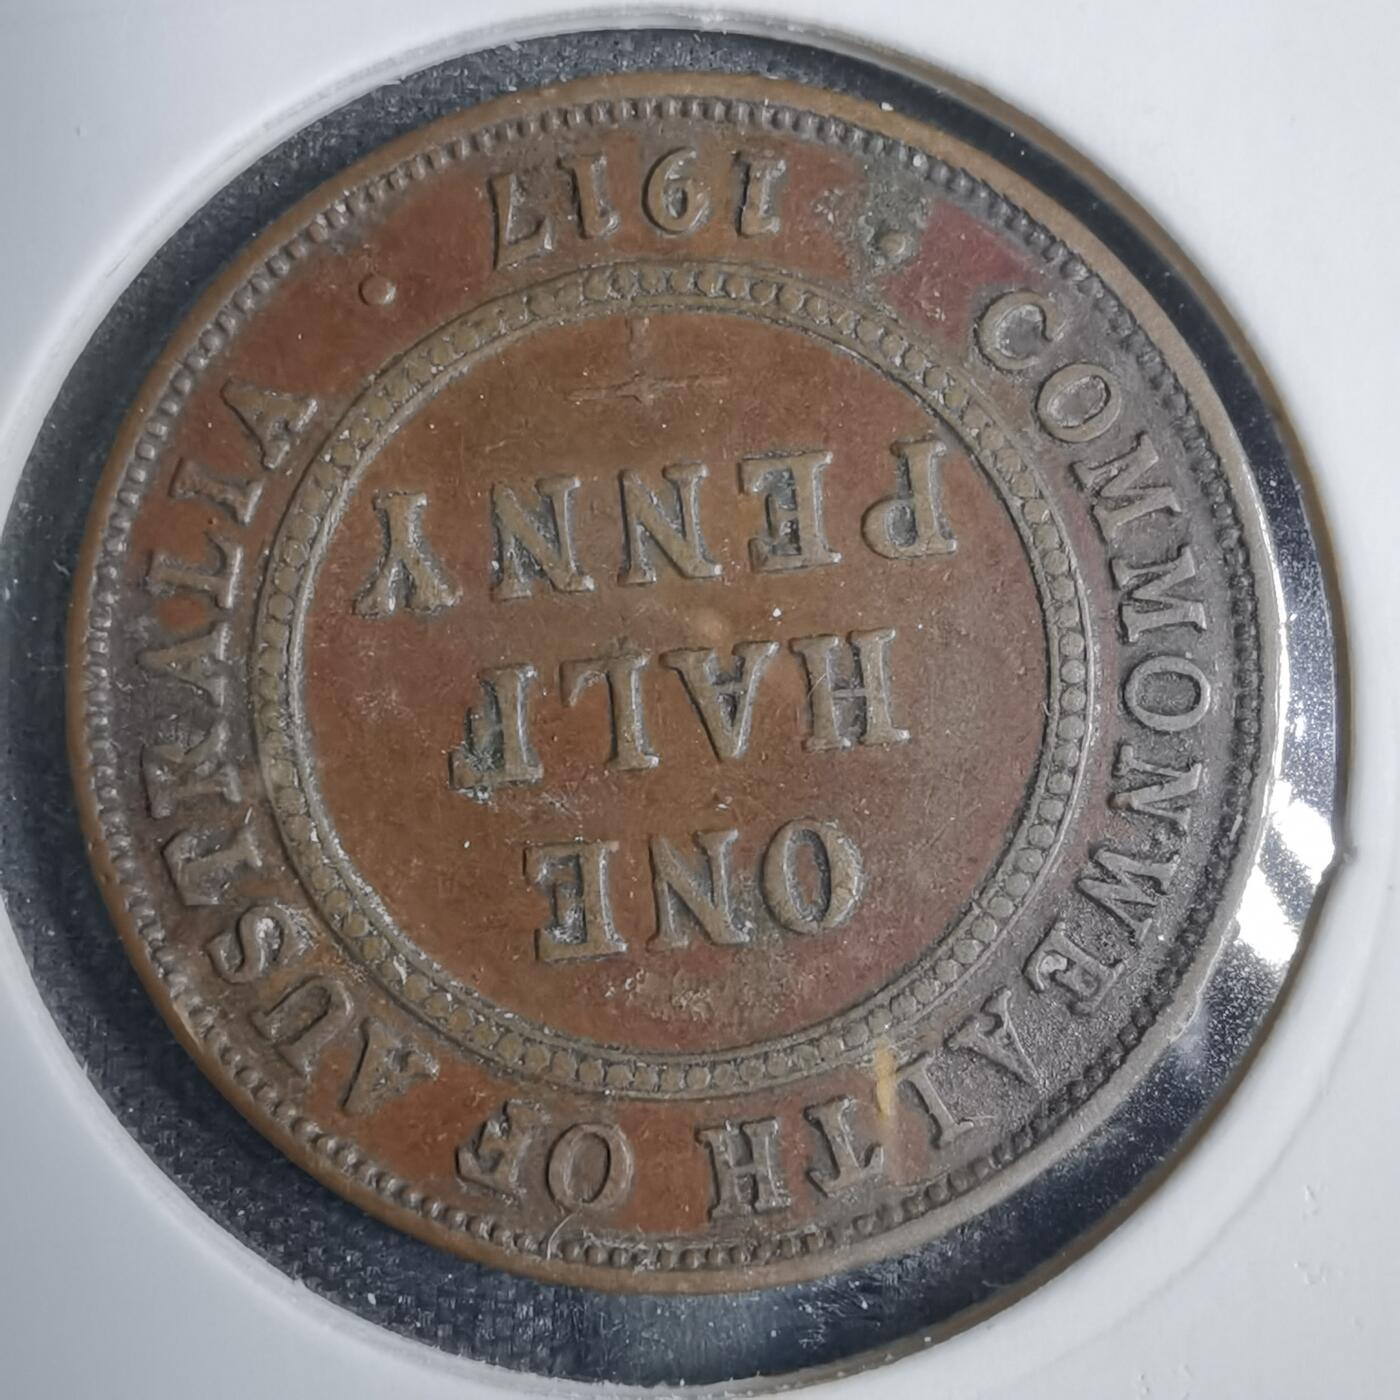 COMMONWEALTH OF AUSTRALIA
ONE
HALF
PENNY
1917